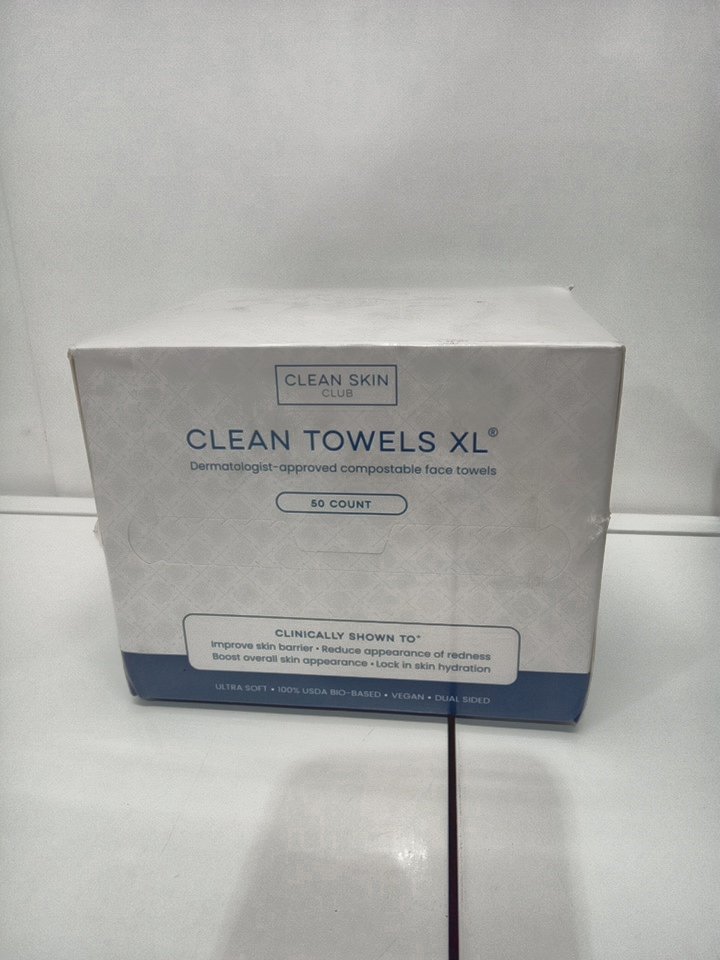 CLEAN SKIN
CLUB
CLEAN TOWELS XL®
Dermatologist-approved compostable face towels
50 COUNT
CLINICALLY SHOWN TO*
Improve skin barrier • Reduce appearance of redness
Boost overall skin appearance • Lock in skin hydration
ULTRA SOFT • 100% USDA BIO-BASED • VEGAN • DUAL SIDED